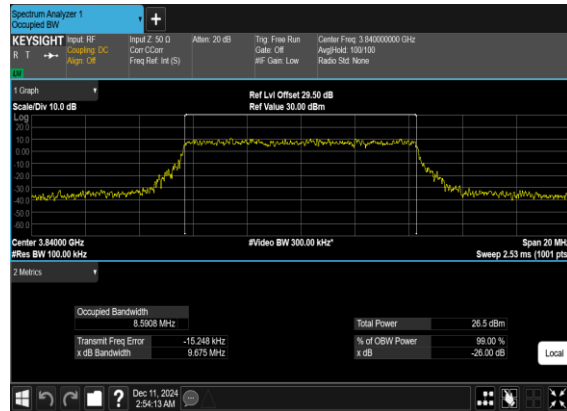 Spectrum Analyzer 1
Occupied BW
KEYSIGHT Input: RF Input Z: 50 Ω Atten: 20 dB Trig: Free Run Center Freq: 3.840000000 GHz
R T Coupling: DC Corr CCorr Gate: Off Avg|Hold: 100/100
Align: Off Freq Ref: Int (S) #IF Gain: Low Radio Std: None
1 Graph
Ref Lvl Offset 29.50 dB
Scale/Div 10.0 dB Ref Value 30.00 dBm
Log
20.0
10.0
0.00
-10.0
-20.0
-30.0
-40.0
-50.0
-60.0
Center 3.84000 GHz #Video BW 300.00 kHz* Span 20 MHz
#Res BW 100.00 kHz Sweep 2.53 ms (1001 pts
2 Metrics
Occupied Bandwidth
8.5908 MHz Total Power 26.5 dBm
Transmit Freq Error -15.248 kHz % of OBW Power 99.00 %
x dB Bandwidth 9.675 MHz x dB -26.00 dB
Local
? Dec 11, 2024
2:54:13 AM